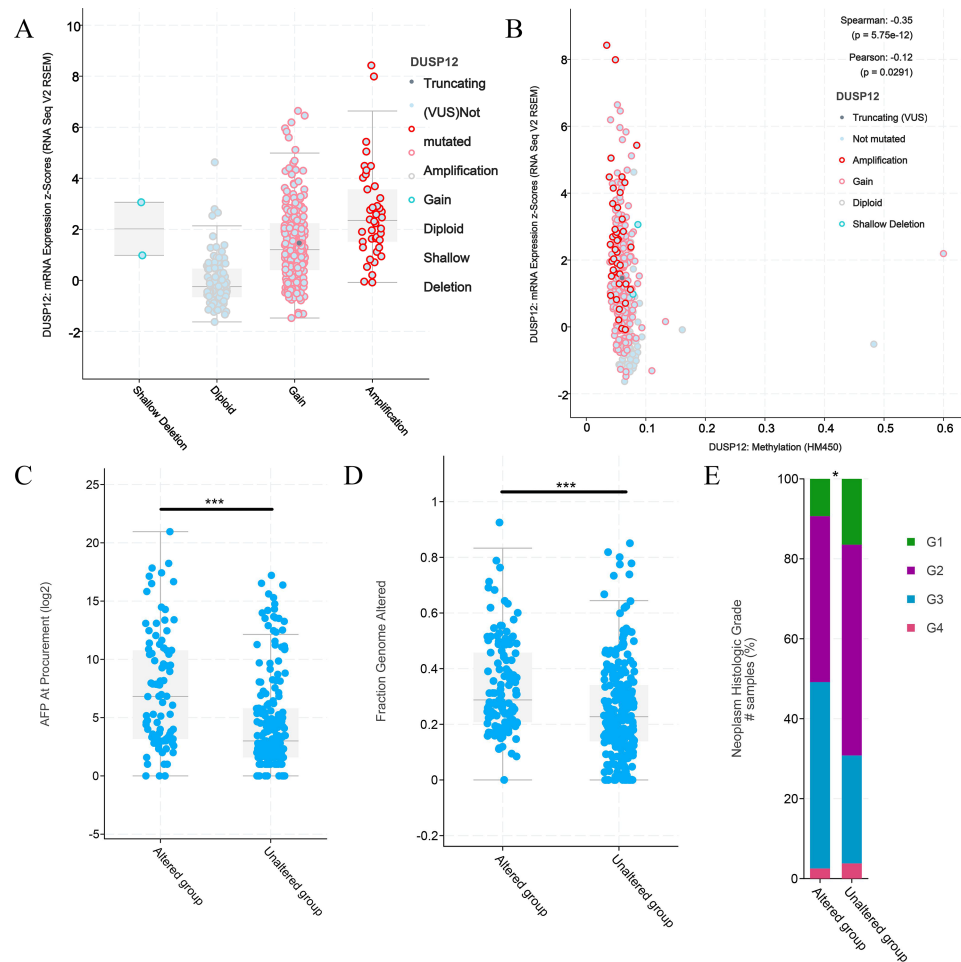 A
DUSP12: mRNA Expression z-Scores (RNA Seq V2 RSEM)
10
8
6
4
2
0
-2
Shallow Deletion
Diploid
Gain
Amplification
DUSP12
Truncating
(VUS)Not
mutated
Amplification
Gain
Diploid
Shallow
Deletion
B
DUSP12: mRNA Expression z-Scores (RNA Seq V2 RSEM)
8
6
4
2
0
-2
0
0.1
0.2
0.3
0.4
0.5
0.6
DUSP12: Methylation (HM450)
Spearman: -0.35
(p = 5.75e-12)
Pearson: -0.12
(p = 0.0291)
DUSP12
Truncating (VUS)
Not mutated
Amplification
Gain
Diploid
Shallow Deletion
C
AFP At Procurement (log2)
25
20
15
10
5
0
-5
***
Altered group
Unaltered group
D
Fraction Genome Altered
1
0.8
0.6
0.4
0.2
0
-0.2
***
Altered group
Unaltered group
E
Neoplasm Histologic Grade
# samples (%)
100
80
60
40
20
0
*
Altered group
Unaltered group
G1
G2
G3
G4